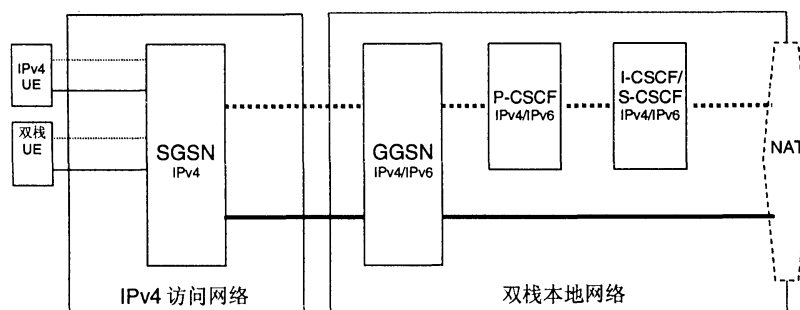 IPv4
UE
双栈
UE
SGSN
IPv4
IPv4 访问网络
GGSN
IPv4/IPv6
P-CSCF
IPv4/IPv6
I-CSCF/
S-CSCF
IPv4/IPv6
NAT
双栈本地网络